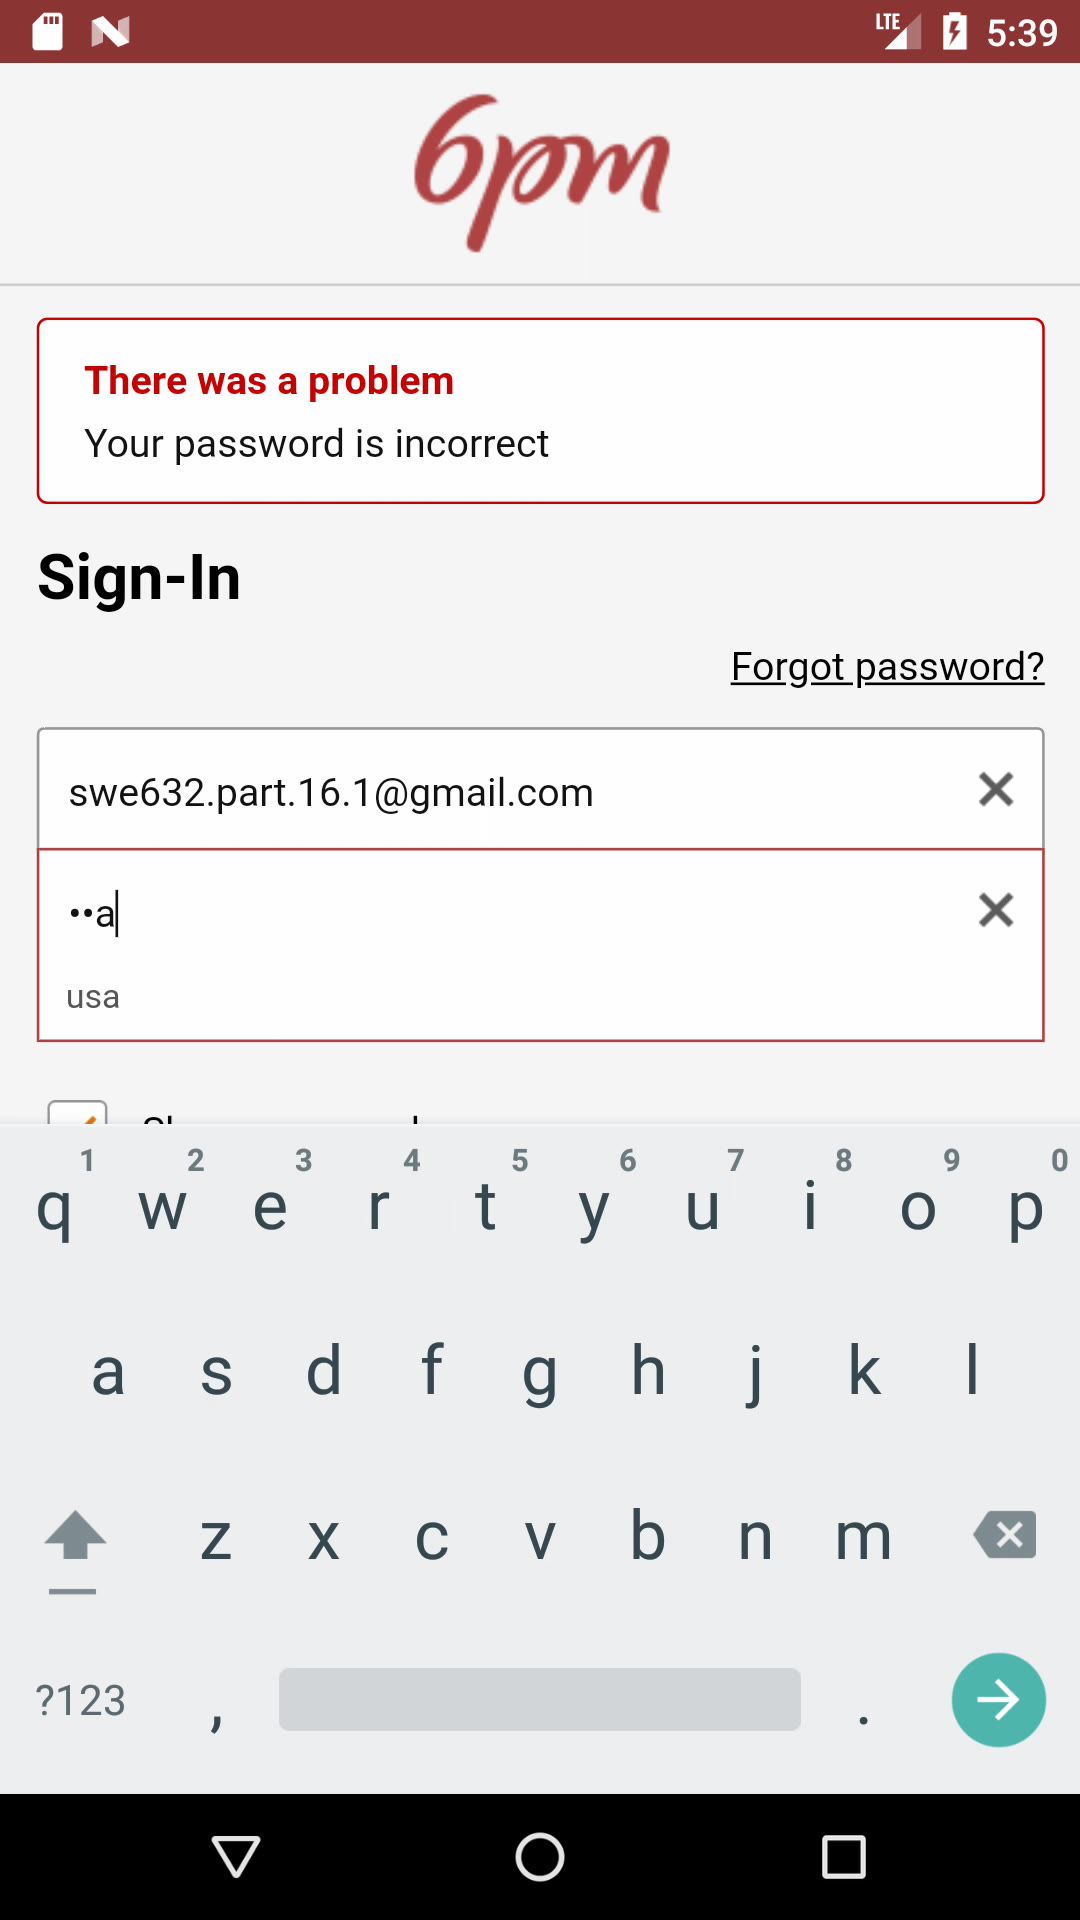 LTE 5:39
6pm
There was a problem
Your password is incorrect
Sign-In
Forgot password?
swe632.part.16.1@gmail.com
••a
usa
1 2 3 4 5 6 7 8 9 0
q w e r t y u i o p
a s d f g h j k l
z x c v b n m
?123 , .